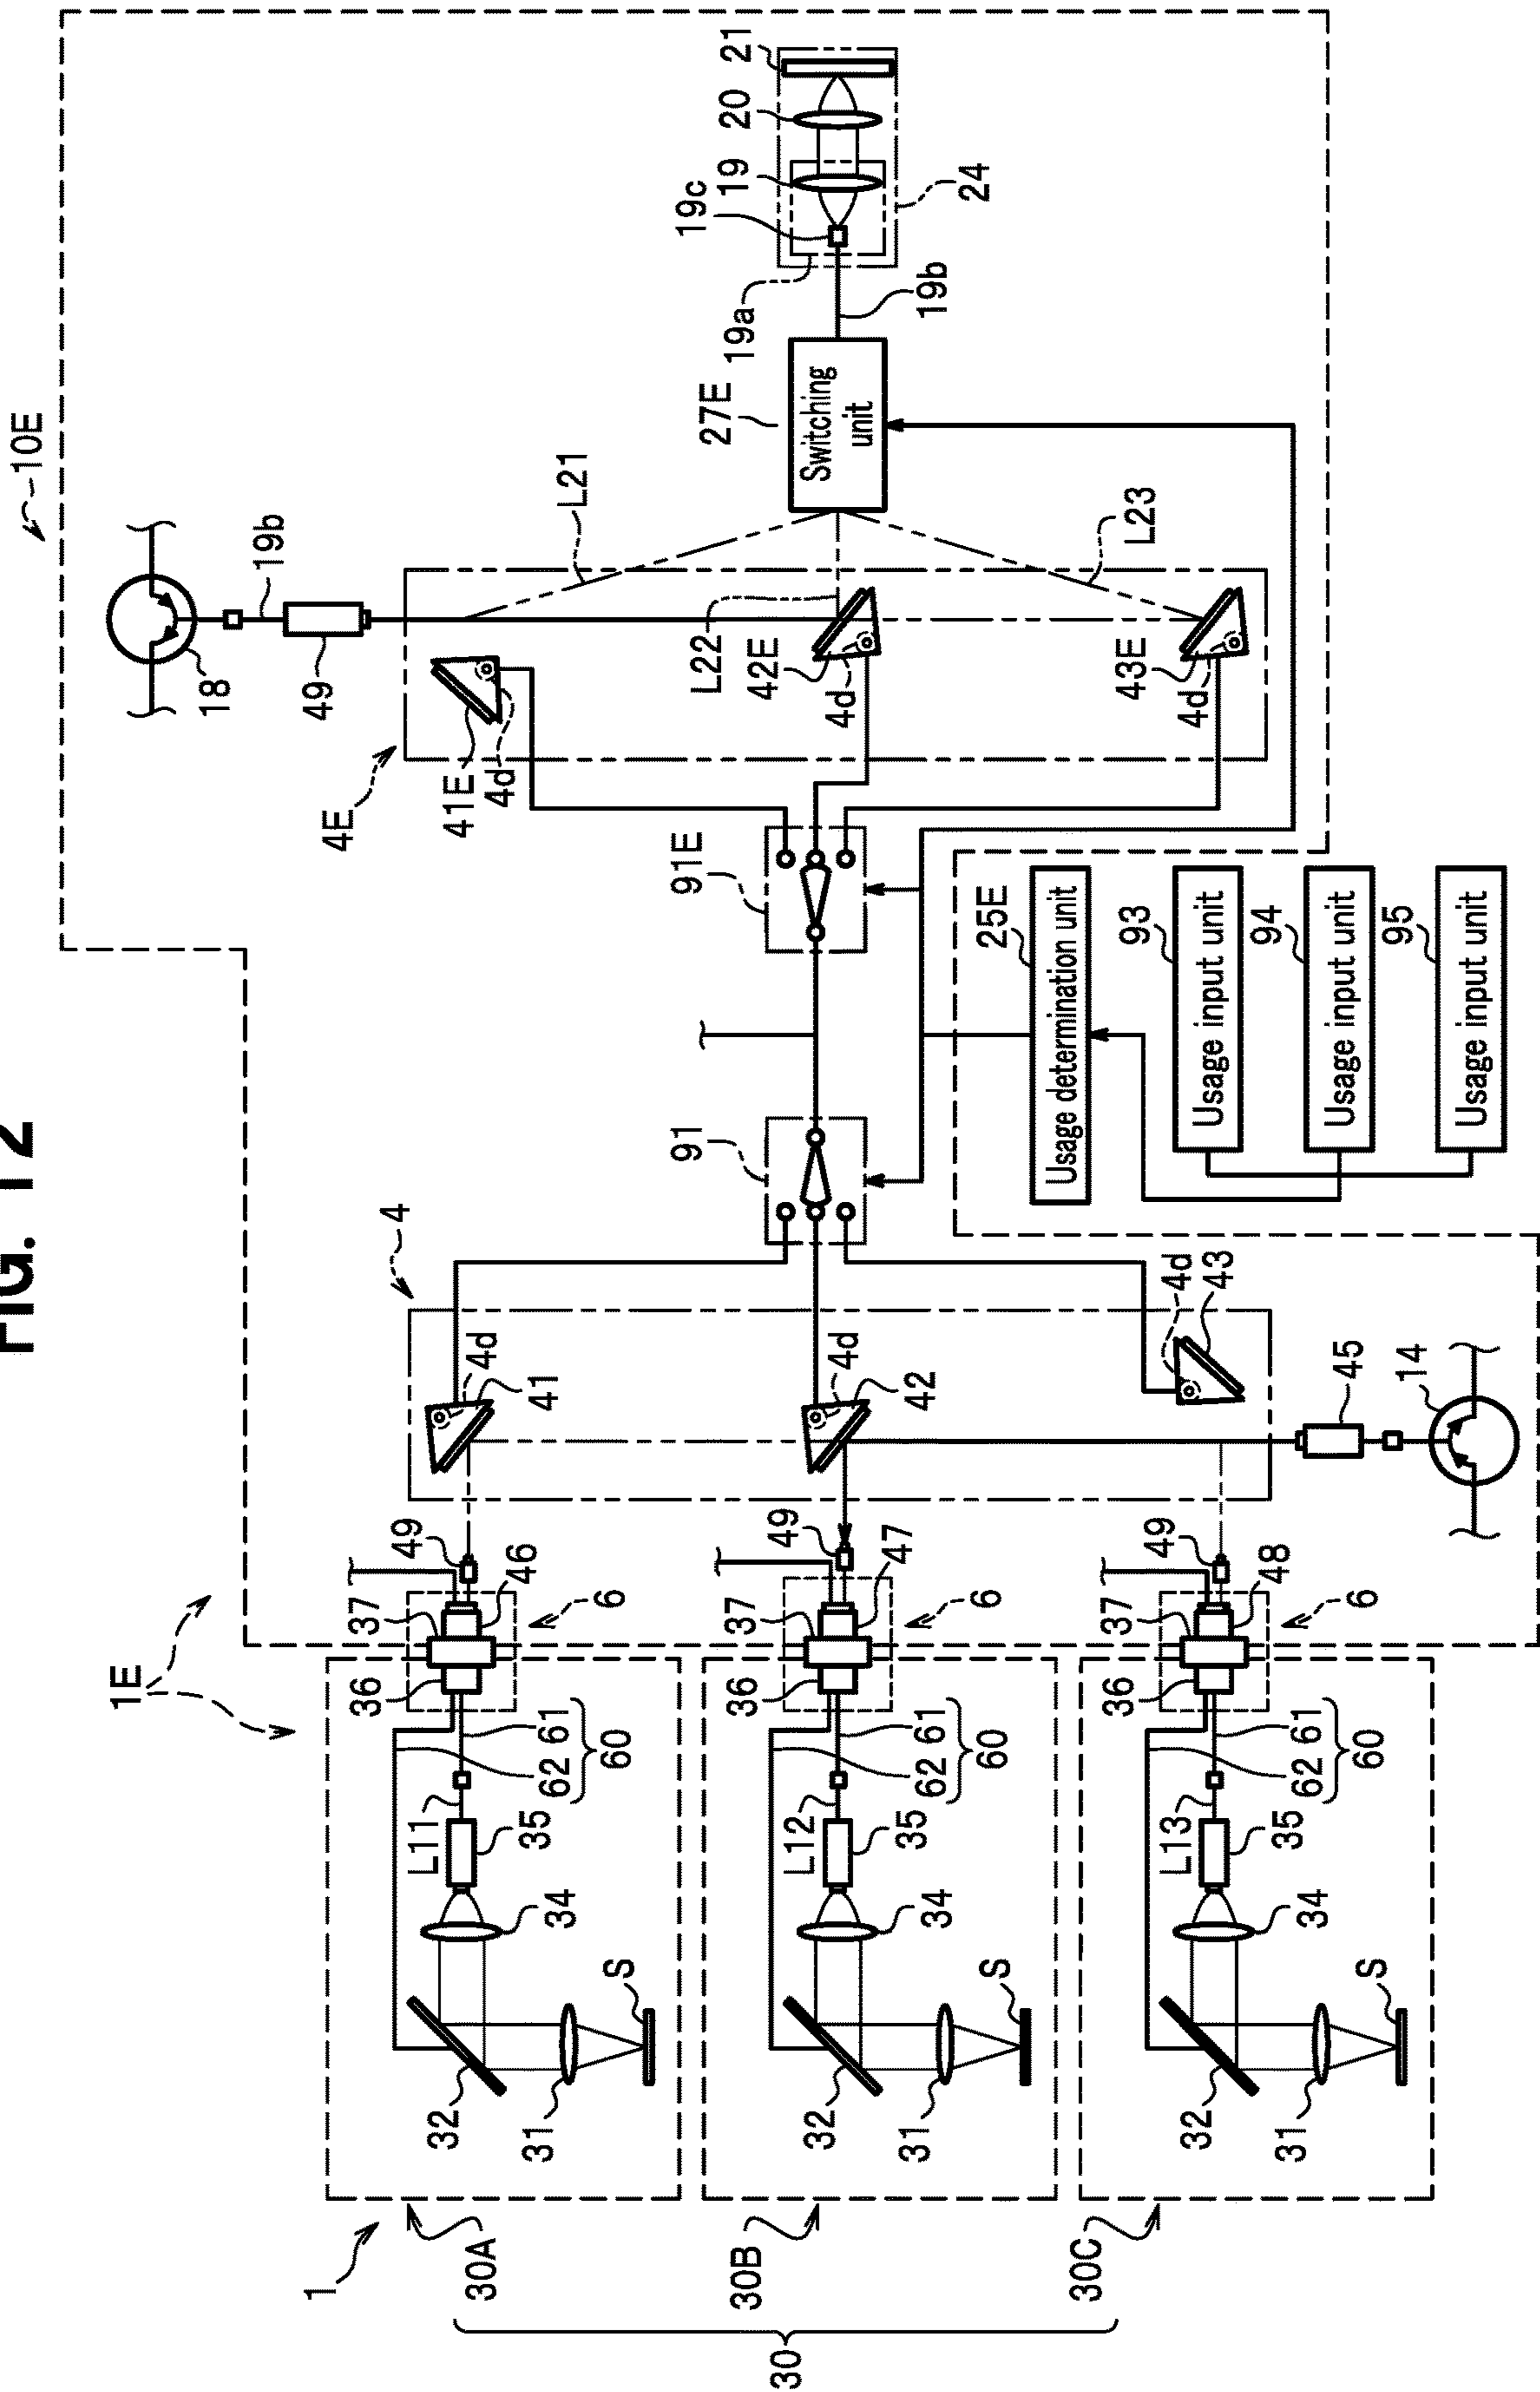 FIG. 12
1E
10E
1
30
30A
32
31
S
34
35
L11
62
61
60
36
37
46
6
49
30B
32
31
S
34
35
L12
62
61
60
36
37
47
6
49
30C
32
31
S
34
35
L13
62
61
60
36
37
48
6
49
4
41
4d
42
4d
43
4d
45
14
91
91E
Usage determination unit
25E
Usage input unit
93
Usage input unit
94
Usage input unit
95
4E
41E
4d
42E
4d
43E
4d
18
49
19b
L21
L22
L23
27E
Switching
unit
19b
19a
19c
19
20
21
24